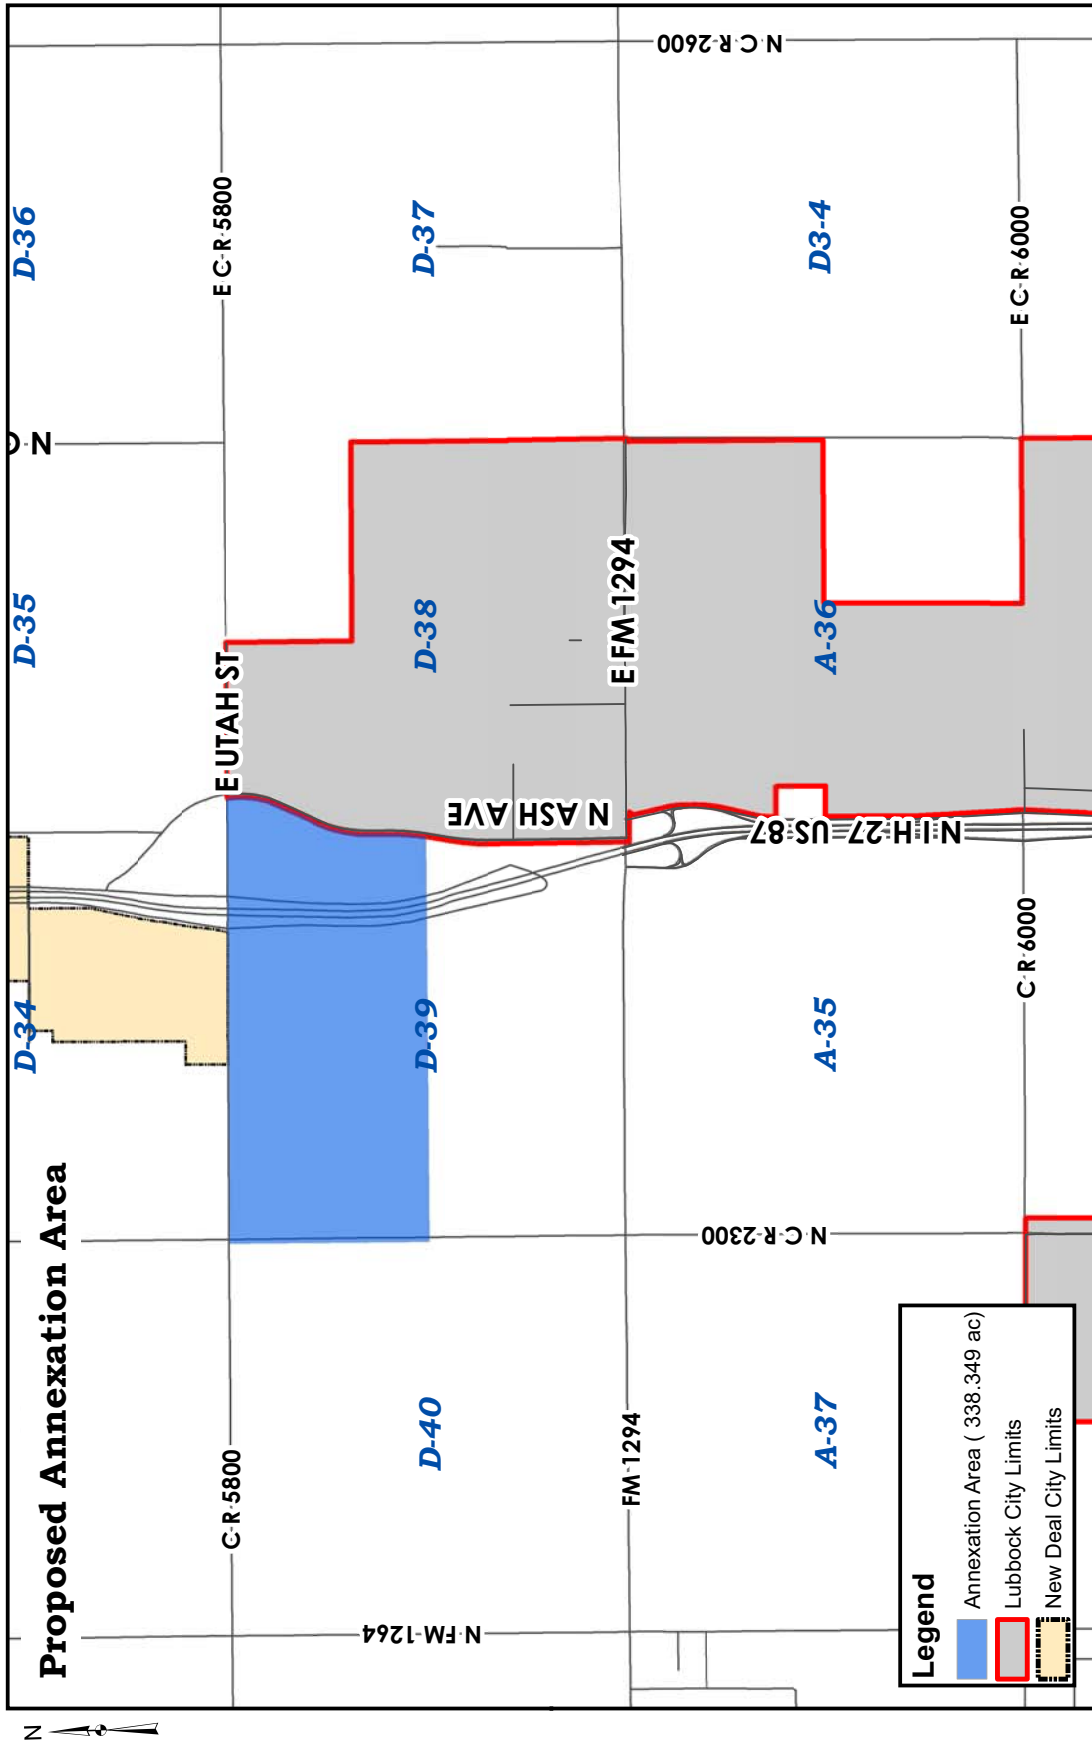 Proposed Annexation Area
N
D-34
D-35
D-36
N
C-R-5800
E UTAH ST
E C-R-5800
D-40
D-39
D-38
D-37
N ASH AVE
N-FM-1264
N-C-R-2300
N C R-2600
FM-1294
E-FM-1294
A-37
A-35
A-36
D3-4
N I H 27 US 87
C-R-6000
E C-R-6000
Legend
Annexation Area ( 338.349 ac)
Lubbock City Limits
New Deal City Limits